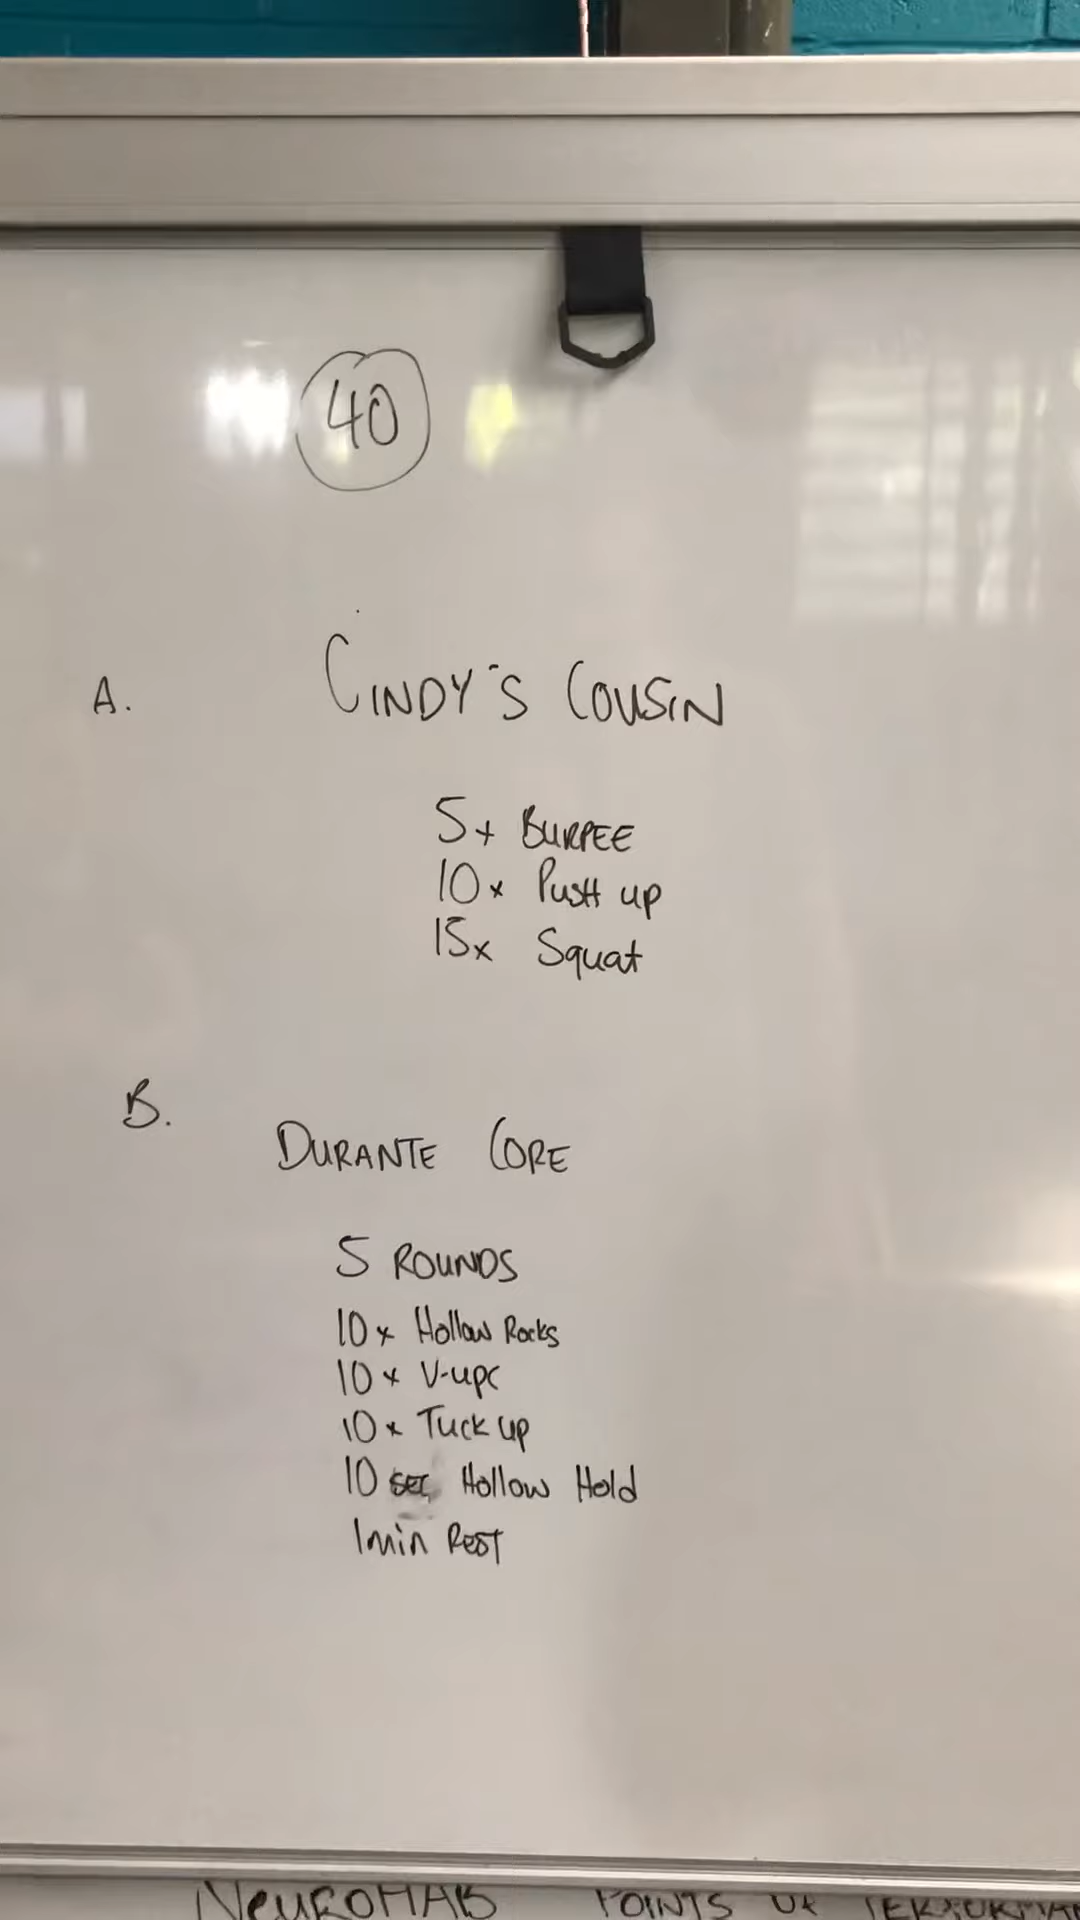 40
A. CINDY'S COUSIN
5x BURPEE
10x PUSH up
15x Squat
B.
DURANTE CORE
5 ROUNDS
10x Hollow Rocks
10x V-ups
10x Tuck up
10 sec Hollow Hold
1min Rest
NEUROHAB POINTS OF